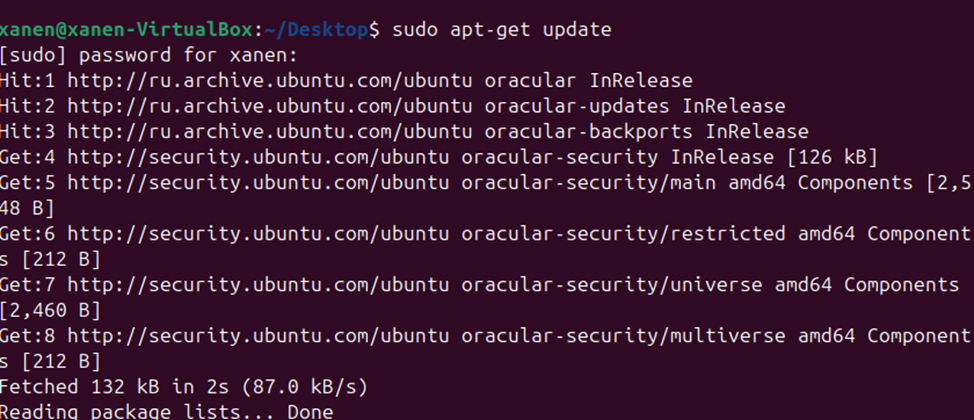 xanen@xanen-VirtualBox:~/Desktop$ sudo apt-get update
[sudo] password for xanen:
Hit:1 http://ru.archive.ubuntu.com/ubuntu oracular InRelease
Hit:2 http://ru.archive.ubuntu.com/ubuntu oracular-updates InRelease
Hit:3 http://ru.archive.ubuntu.com/ubuntu oracular-backports InRelease
Get:4 http://security.ubuntu.com/ubuntu oracular-security InRelease [126 kB]
Get:5 http://security.ubuntu.com/ubuntu oracular-security/main amd64 Components [2,5
48 B]
Get:6 http://security.ubuntu.com/ubuntu oracular-security/restricted amd64 Component
s [212 B]
Get:7 http://security.ubuntu.com/ubuntu oracular-security/universe amd64 Components
[2,460 B]
Get:8 http://security.ubuntu.com/ubuntu oracular-security/multiverse amd64 Component
s [212 B]
Fetched 132 kB in 2s (87.0 kB/s)
Reading package lists... Done